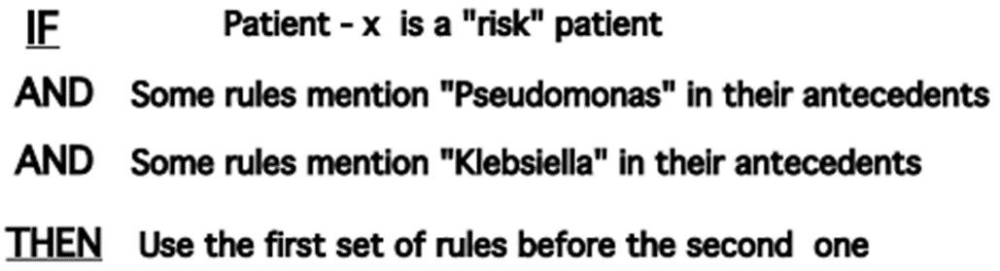 IF Patient - x is a "risk" patient
AND Some rules mention "Pseudomonas" in their antecedents
AND Some rules mention "Klebsiella" in their antecedents
THEN Use the first set of rules before the second one